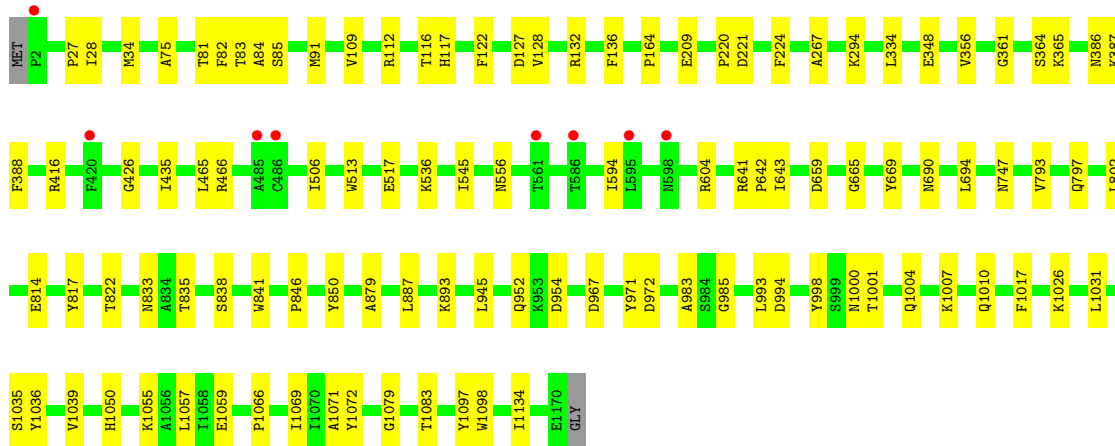 MET P2 P27 I28 M34 A75 T81 F82 T83 A84 S85 M91 V109 R112 T116 H117 F122 D127 V128 R132 F136 P164 E209 P220 D221 F224 A267 K294 L334 E348 V356 G361 S364 K365 N386 K387
F388 R416 F420 G426 I435 L465 R466 A485 C486 I506 W513 E517 K536 I545 N556 T561 T586 I594 L595 N598 R604 R641 P642 I643 D659 G665 Y669 N690 L694 N747 V793 Q797 L802
E814 Y817 T822 N833 A834 T835 S838 W841 P846 Y850 A879 L887 K893 L945 Q952 K953 D954 D967 Y971 D972 A983 S984 G985 L993 D994 Y998 S999 N1000 T1001 Q1004 K1007 Q1010 F1017 K1026 L1031
S1035 Y1036 V1039 H1050 K1055 A1056 L1057 I1058 E1059 P1066 I1069 I1070 A1071 Y1072 G1079 T1083 Y1097 W1098 I1134 E1170 GLY